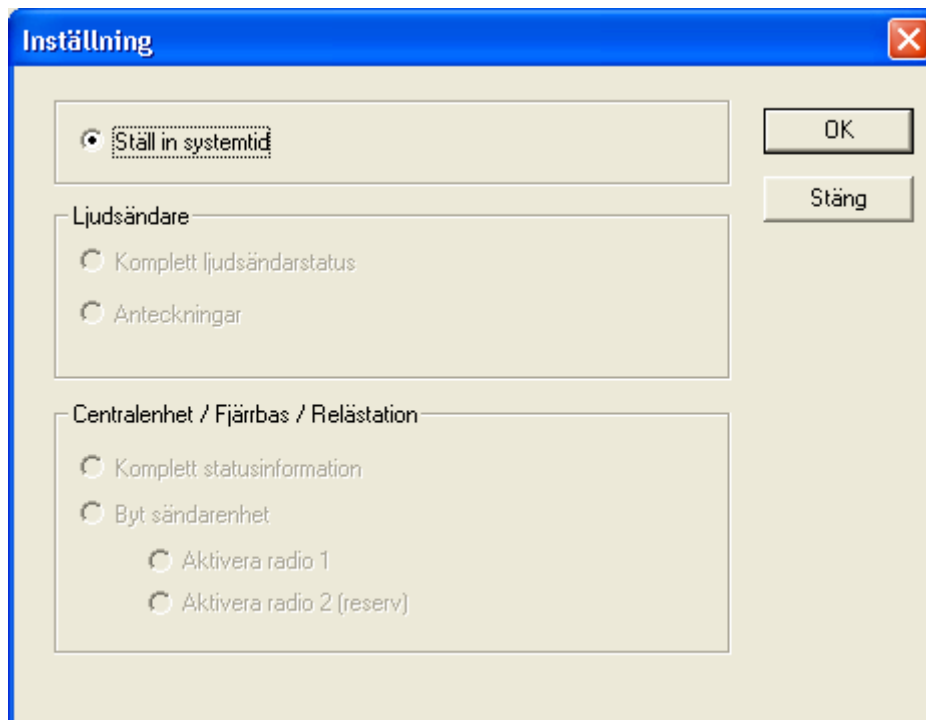 Inställning
Ställ in systemtid
OK
Stäng
Ljudsändare
Komplett ljudsändarstatus
Anteckningar
Centralenhet / Fjärrbas / Relästation
Komplett statusinformation
Byt sändarenhet
Aktivera radio 1
Aktivera radio 2 (reserv)